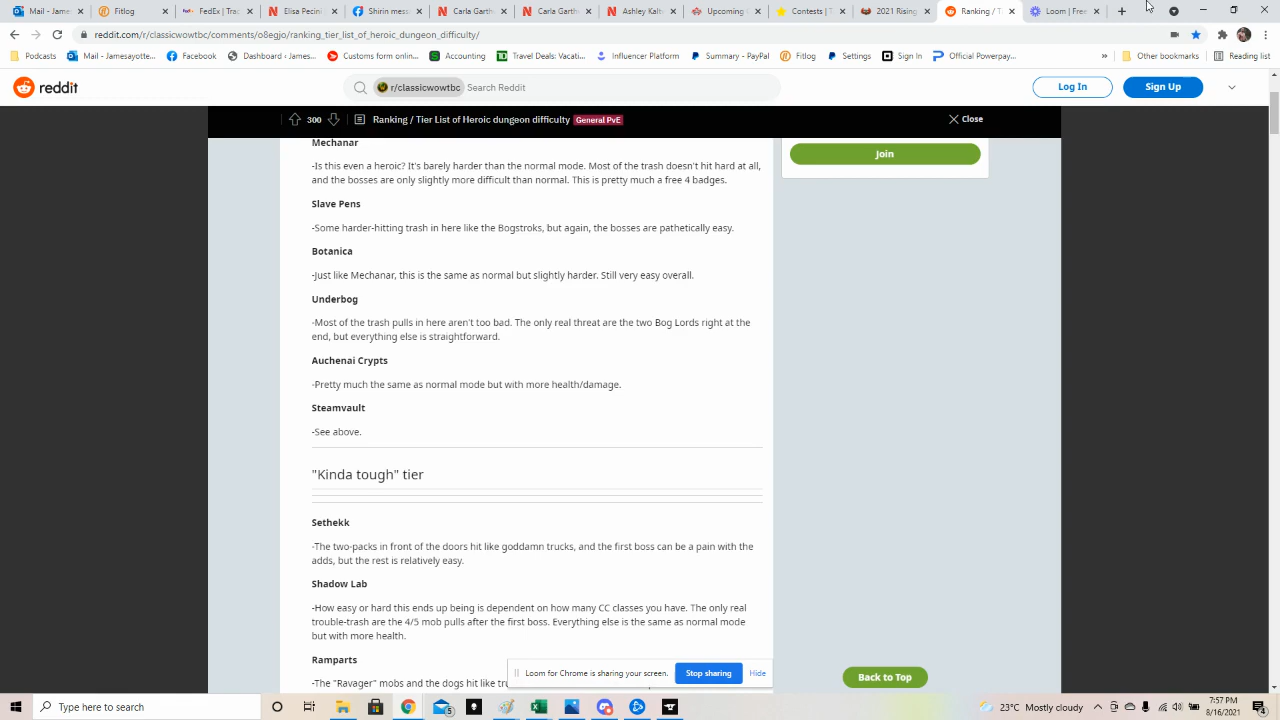 Mail - Jame
Fitlog
FedEx | Trac
Elisa Pecini
Fitness
Carla Garth
Carla Garth
Ashley Kalt
Upcoming
Contests | T
2021 Rising
Ranking / T
Loom | Free
reddit.com/r/classicwowtbc/comments/o8egjo/ranking_tier_list_of_heroic_dungeon_difficulty/
Podcasts
Mail - Jamesayotte...
Facebook
Dashboard ‹ James...
Customs form onlin...
Accounting
Travel Deals: Vacati...
Influencer Platform
Summary - PayPal
Fitlog
Settings
Sign In
Official Powerpay...
»
Other bookmarks
Reading list
reddit
r/classicwowtbc
Search Reddit
Log In
Sign Up
300
Ranking / Tier List of Heroic dungeon difficulty General PvE
Close
Join
Mechanar
-Is this even a heroic? It's barely harder than the normal mode. Most of the trash doesn't hit hard at all,
and the bosses are only slightly more difficult than normal. This is pretty much a free 4 badges.
Slave Pens
-Some harder-hitting trash in here like the Bogstroks, but again, the bosses are pathetically easy.
Botanica
-Just like Mechanar, this is the same as normal but slightly harder. Still very easy overall.
Underbog
-Most of the trash pulls in here aren't too bad. The only real threat are the two Bog Lords right at the
end, but everything else is straightforward.
Auchenai Crypts
-Pretty much the same as normal mode but with more health/damage.
Steamvault
-See above.
"Kinda tough" tier
Sethekk
-The two-packs in front of the doors hit like goddamn trucks, and the first boss can be a pain with the
adds, but the rest is relatively easy.
Shadow Lab
-How easy or hard this ends up being is dependent on how many CC classes you have. The only real
trouble-trash are the 4/5 mob pulls after the first boss. Everything else is the same as normal mode
but with more health.
Ramparts
-The "Ravager" mobs and the dogs hit like tru
Loom for Chrome is sharing your screen.
Stop sharing
Hide
Back to Top
Type here to search
23°C Mostly cloudy
7:57 PM
8/16/2021